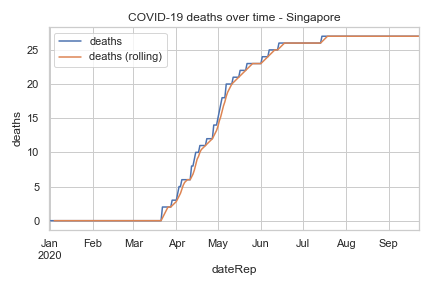 COVID-19 deaths over time - Singapore
deaths
deaths (rolling)
25
20
15
10
5
0
deaths
Jan Feb Mar Apr May Jun Jul Aug Sep
2020
dateRep